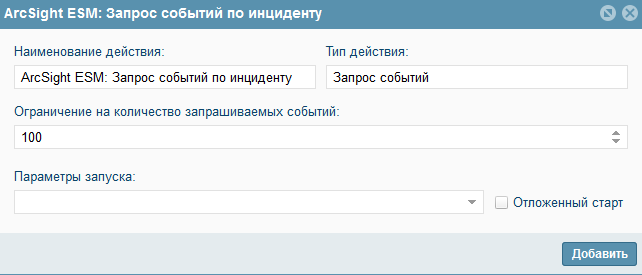 ArcSight ESM: Запрос событий по инциденту
Наименование действия: Тип действия:
ArcSight ESM: Запрос событий по инциденту Запрос событий
Ограничение на количество запрашиваемых событий:
100
Параметры запуска:
Отложенный старт
Добавить